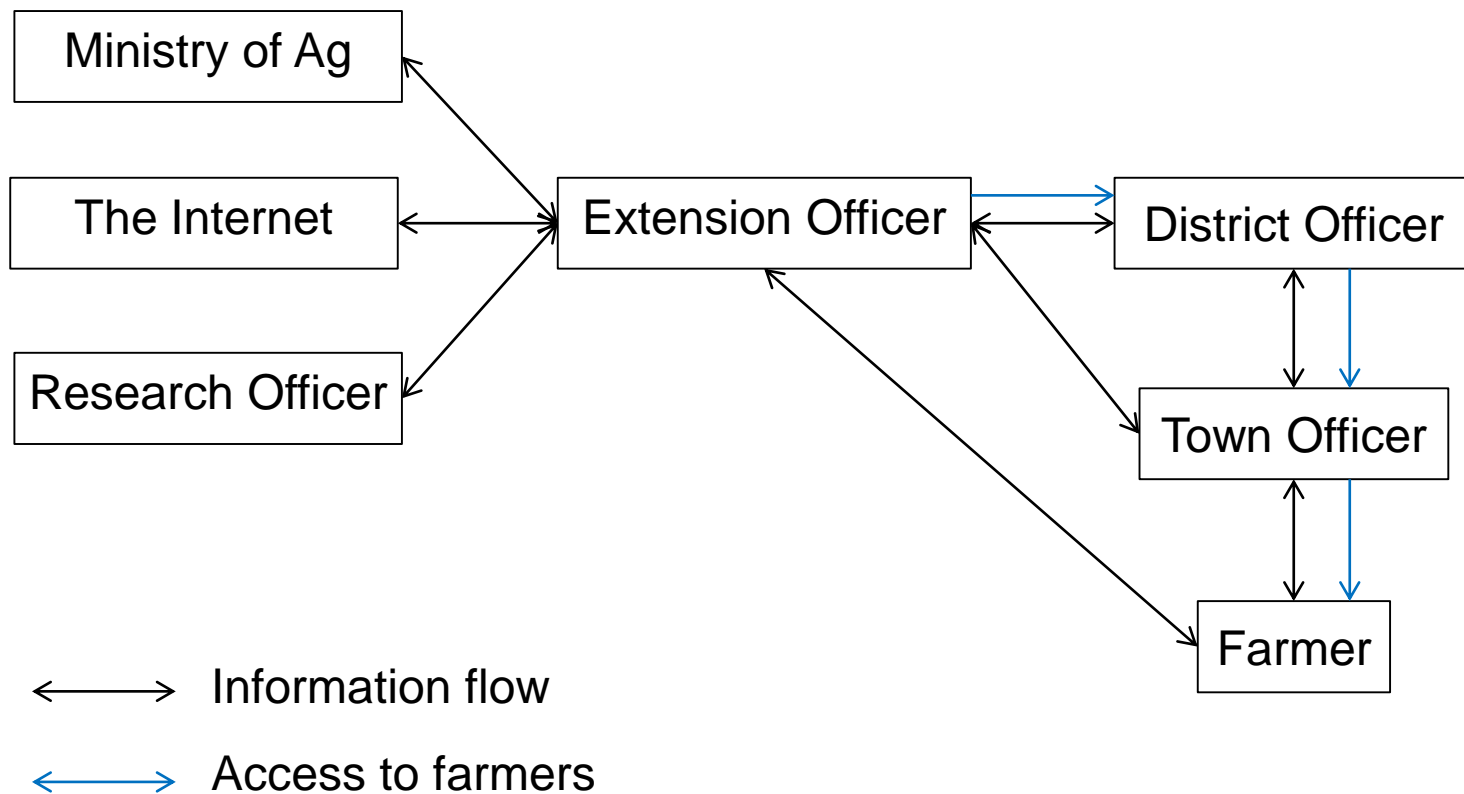 Ministry of Ag
The Internet
Extension Officer
District Officer
Research Officer
Town Officer
Farmer
Information flow
Access to farmers